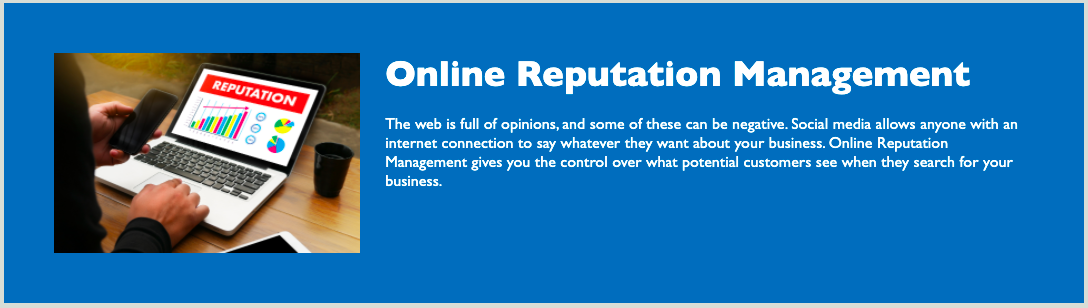 Online Reputation Management
REPUTATION
The web is full of opinions, and some of these can be negative. Social media allows anyone with an
internet connection to say whatever they want about your business. Online Reputation
Management gives you the control over what potential customers see when they search for your
business.